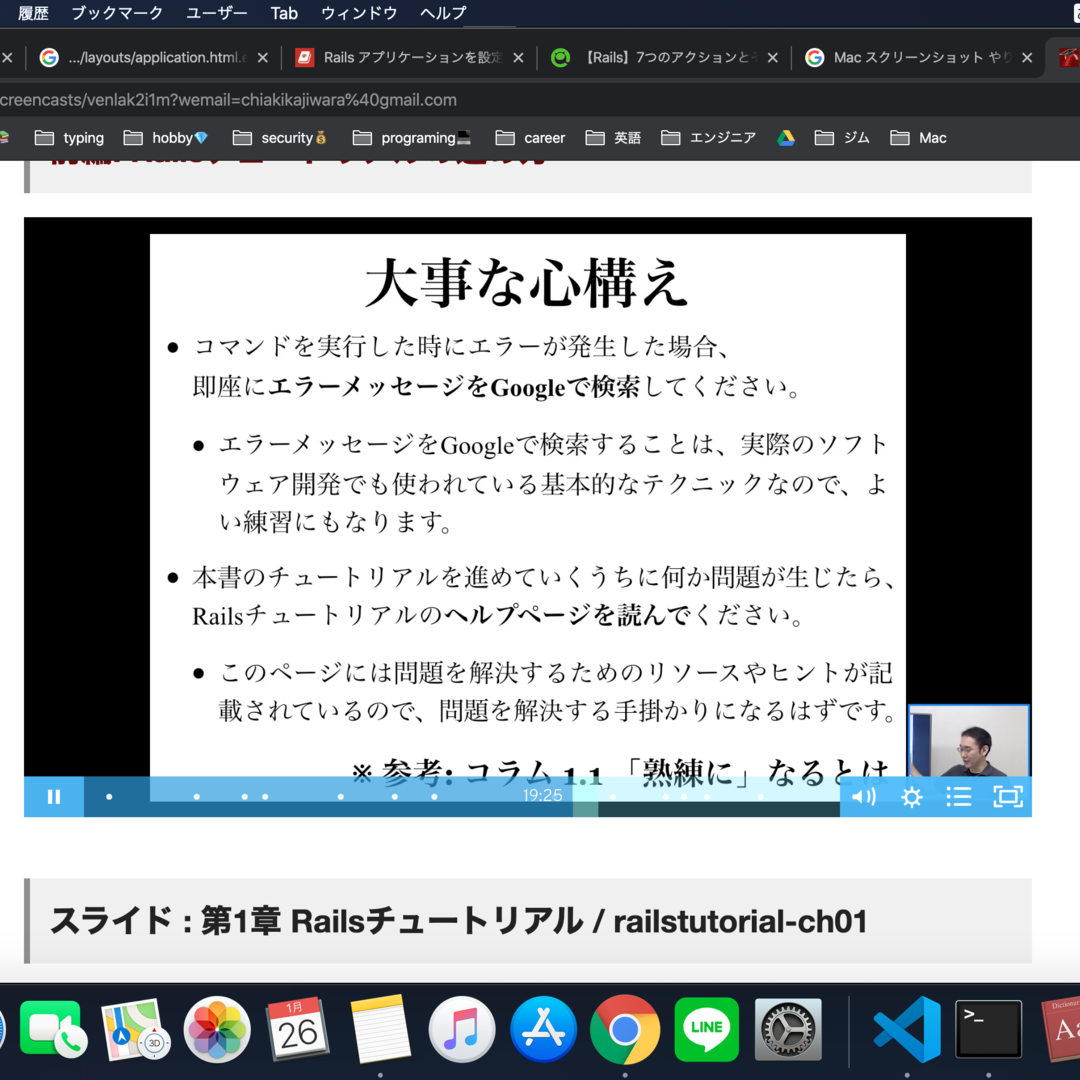 履歴 ブックマーク ユーザー Tab ウィンドウ ヘルプ
.../layouts/application.html.e
Rails アプリケーションを設定
【Rails】7つのアクションと
Mac スクリーンショット や
creencasts/venlak2i1m?wemail=chiakikajiwara%40gmail.com
typing hobby security programing career 英語 エンジニア ジム Mac
大事な心構え
● コマンドを実行した時にエラーが発生した場合、
即座にエラーメッセージをGoogleで検索してください。
● エラーメッセージをGoogleで検索することは、実際のソフト
ウェア開発でも使われている基本的なテクニックなので、よ
い練習にもなります。
● 本書のチュートリアルを進めていくうちに何か問題が生じたら、
Railsチュートリアルのヘルプページを読んでください。
● このページには問題を解決するためのリソースやヒントが記
載されているので、問題を解決する手掛かりになるはずです。
※ 参考: コラム 1.1 「熟練に」なるとは
19:25
スライド : 第1章 Railsチュートリアル / railstutorial-ch01
3D
1月
26
LINE
>_
Dictionary
Aa